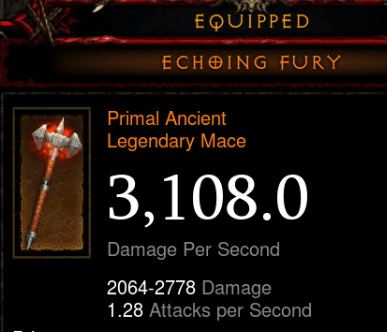 EQUIPPED
ECHOING FURY
Primal Ancient
Legendary Mace
3,108.0
Damage Per Second
2064-2778 Damage
1.28 Attacks per Second